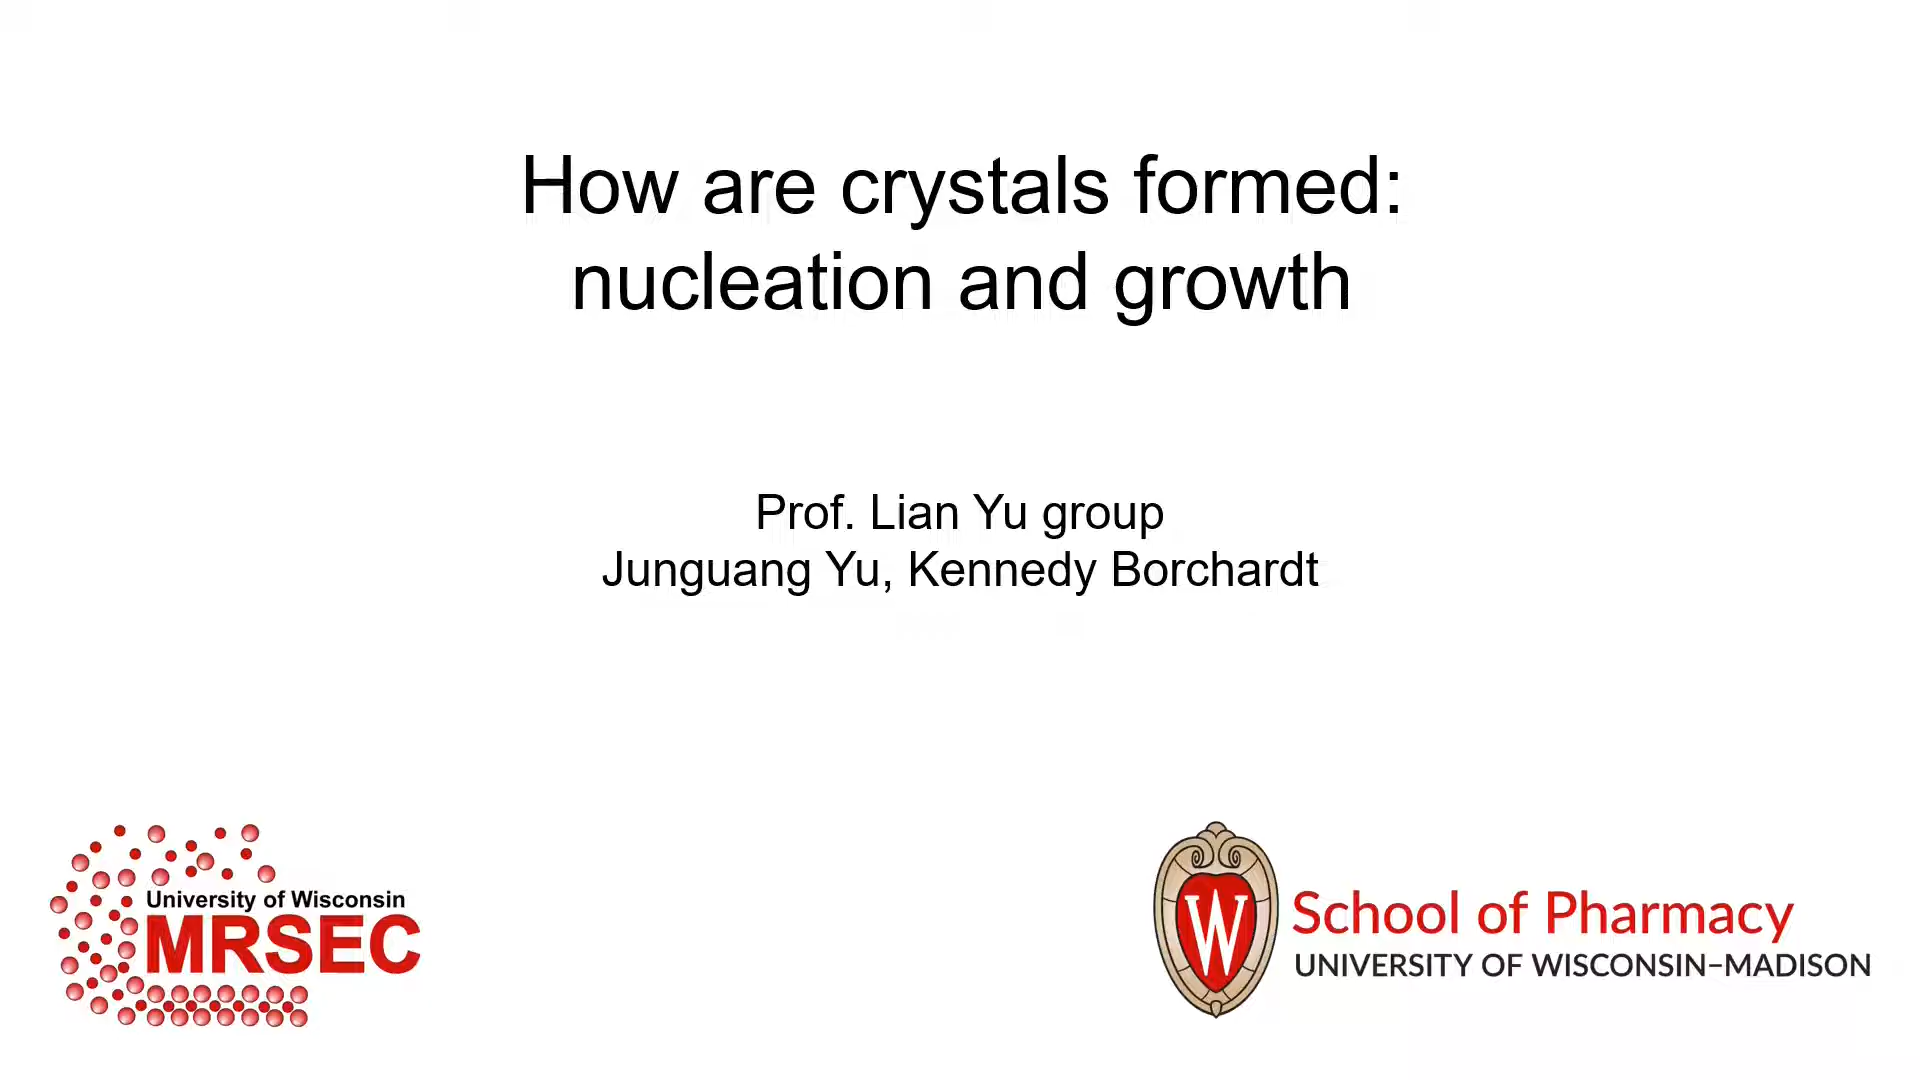 How are crystals formed:
nucleation and growth
Prof. Lian Yu group
Junguang Yu, Kennedy Borchardt
University of Wisconsin
MRSEC
W
School of Pharmacy
UNIVERSITY OF WISCONSIN–MADISON